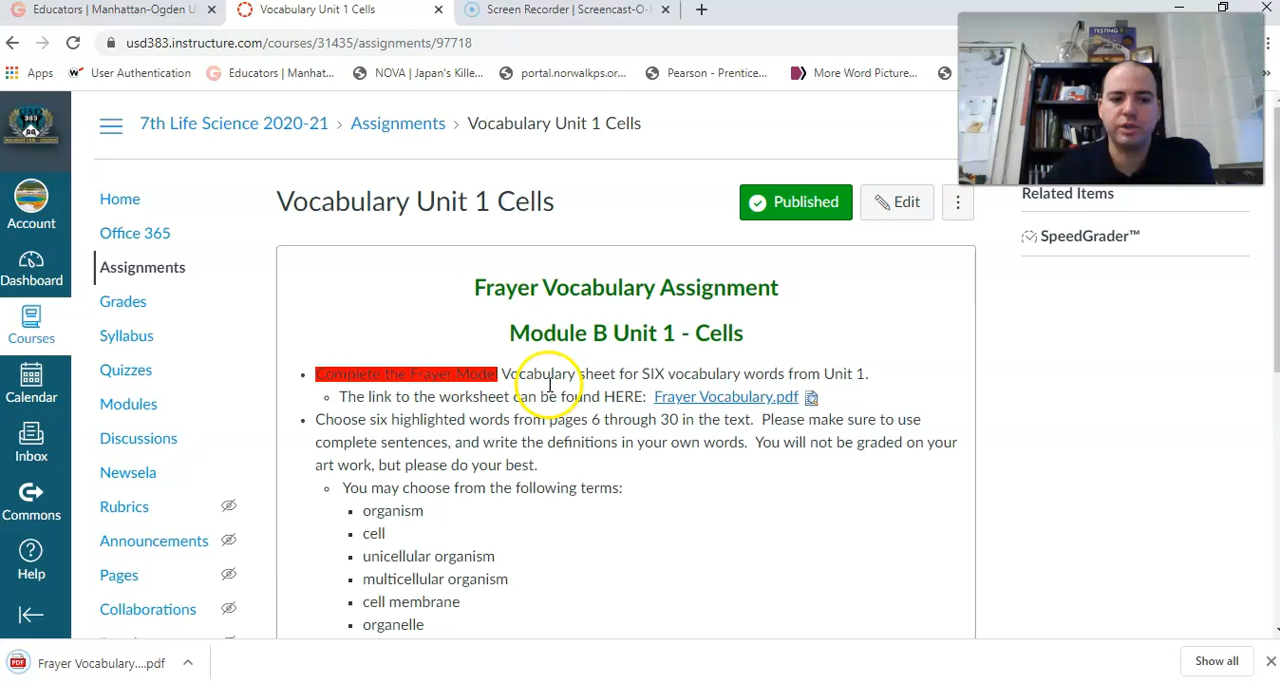 Educators | Manhattan-Ogden U
Vocabulary Unit 1 Cells
Screen Recorder | Screencast-O-
usd383.instructure.com/courses/31435/assignments/97718
Apps
User Authentication
Educators | Manhat...
NOVA | Japan's Kille...
portal.norwalkps.or...
Pearson - Prentice...
More Word Picture...
TESTING
7th Life Science 2020-21 > Assignments > Vocabulary Unit 1 Cells
Account
Dashboard
Courses
Calendar
Inbox
Commons
Help
Home
Office 365
Assignments
Grades
Syllabus
Quizzes
Modules
Discussions
Newsela
Rubrics
Announcements
Pages
Collaborations
Vocabulary Unit 1 Cells
Published
Edit
Related Items
SpeedGrader™
Frayer Vocabulary Assignment
Module B Unit 1 - Cells
Complete the Frayer Model Vocabulary sheet for SIX vocabulary words from Unit 1.
The link to the worksheet can be found HERE: Frayer Vocabulary.pdf
Choose six highlighted words from pages 6 through 30 in the text. Please make sure to use
complete sentences, and write the definitions in your own words. You will not be graded on your
art work, but please do your best.
You may choose from the following terms:
organism
cell
unicellular organism
multicellular organism
cell membrane
organelle
Frayer Vocabulary....pdf
Show all